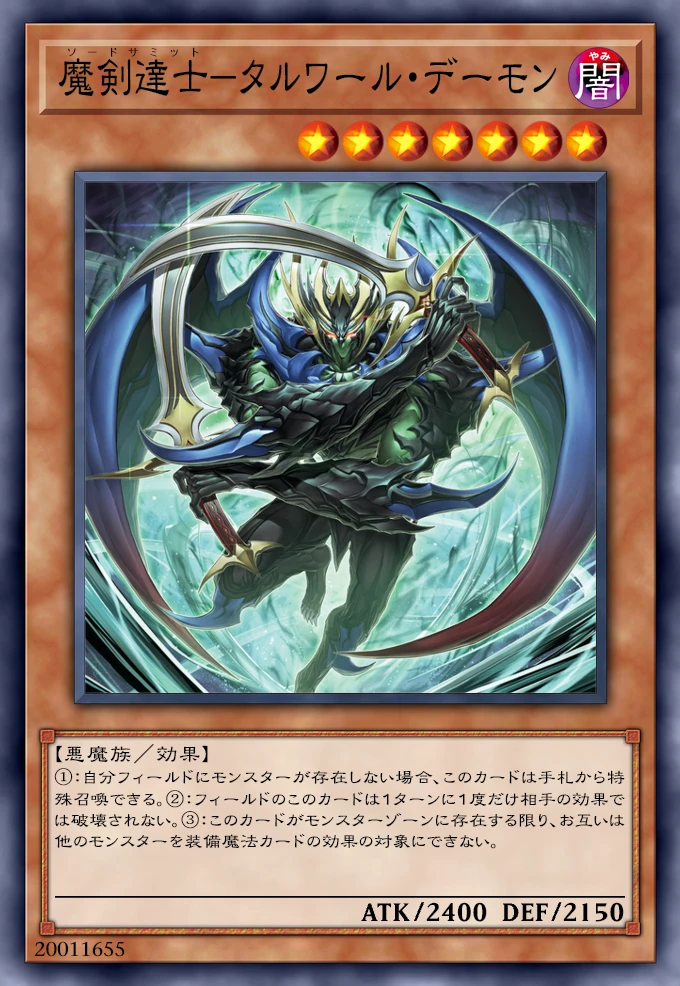 ソードサミット
魔剣達士-タルワール・デーモン
やみ
闇
【悪魔族/効果】
①:自分フィールドにモンスターが存在しない場合、このカードは手札から特
殊召喚できる。②:フィールドのこのカードは1ターンに1度だけ相手の効果で
は破壊されない。③:このカードがモンスターゾーンに存在する限り、お互いは
他のモンスターを装備魔法カードの効果の対象にできない。
ATK/2400 DEF/2150
20011655